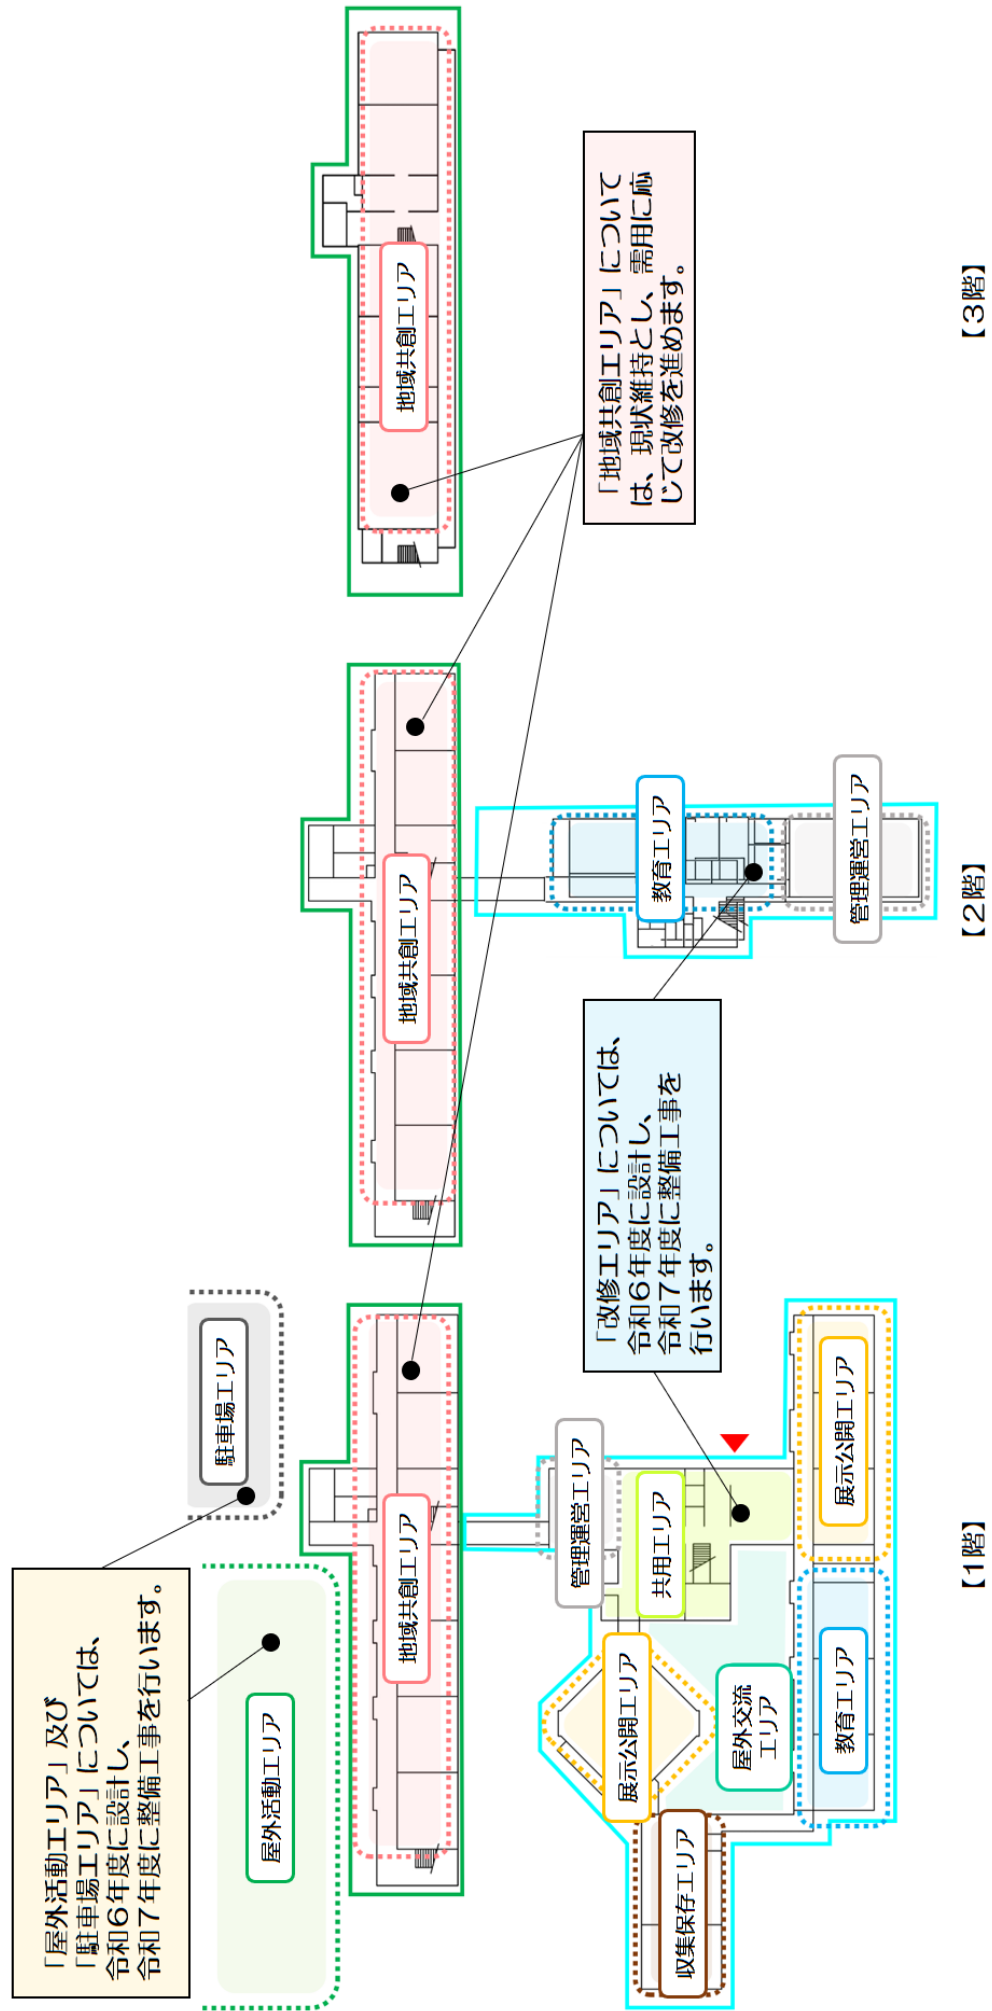 「屋外活動エリア」及び
「駐車場エリア」については、
令和６年度に設計し、
令和７年度に整備工事を行います。
屋外活動エリア
駐車場エリア
地域共創エリア
地域共創エリア
地域共創エリア
「地域共創エリア」について
は、現状維持とし、需用に応
じて改修を進めます。
「改修エリア」については、
令和６年度に設計し、
令和７年度に整備工事を
行います。
収集保存エリア
展示公開エリア
管理運営エリア
共用エリア
屋外交流
エリア
教育エリア
展示公開エリア
教育エリア
管理運営エリア
【１階】
【２階】
【３階】